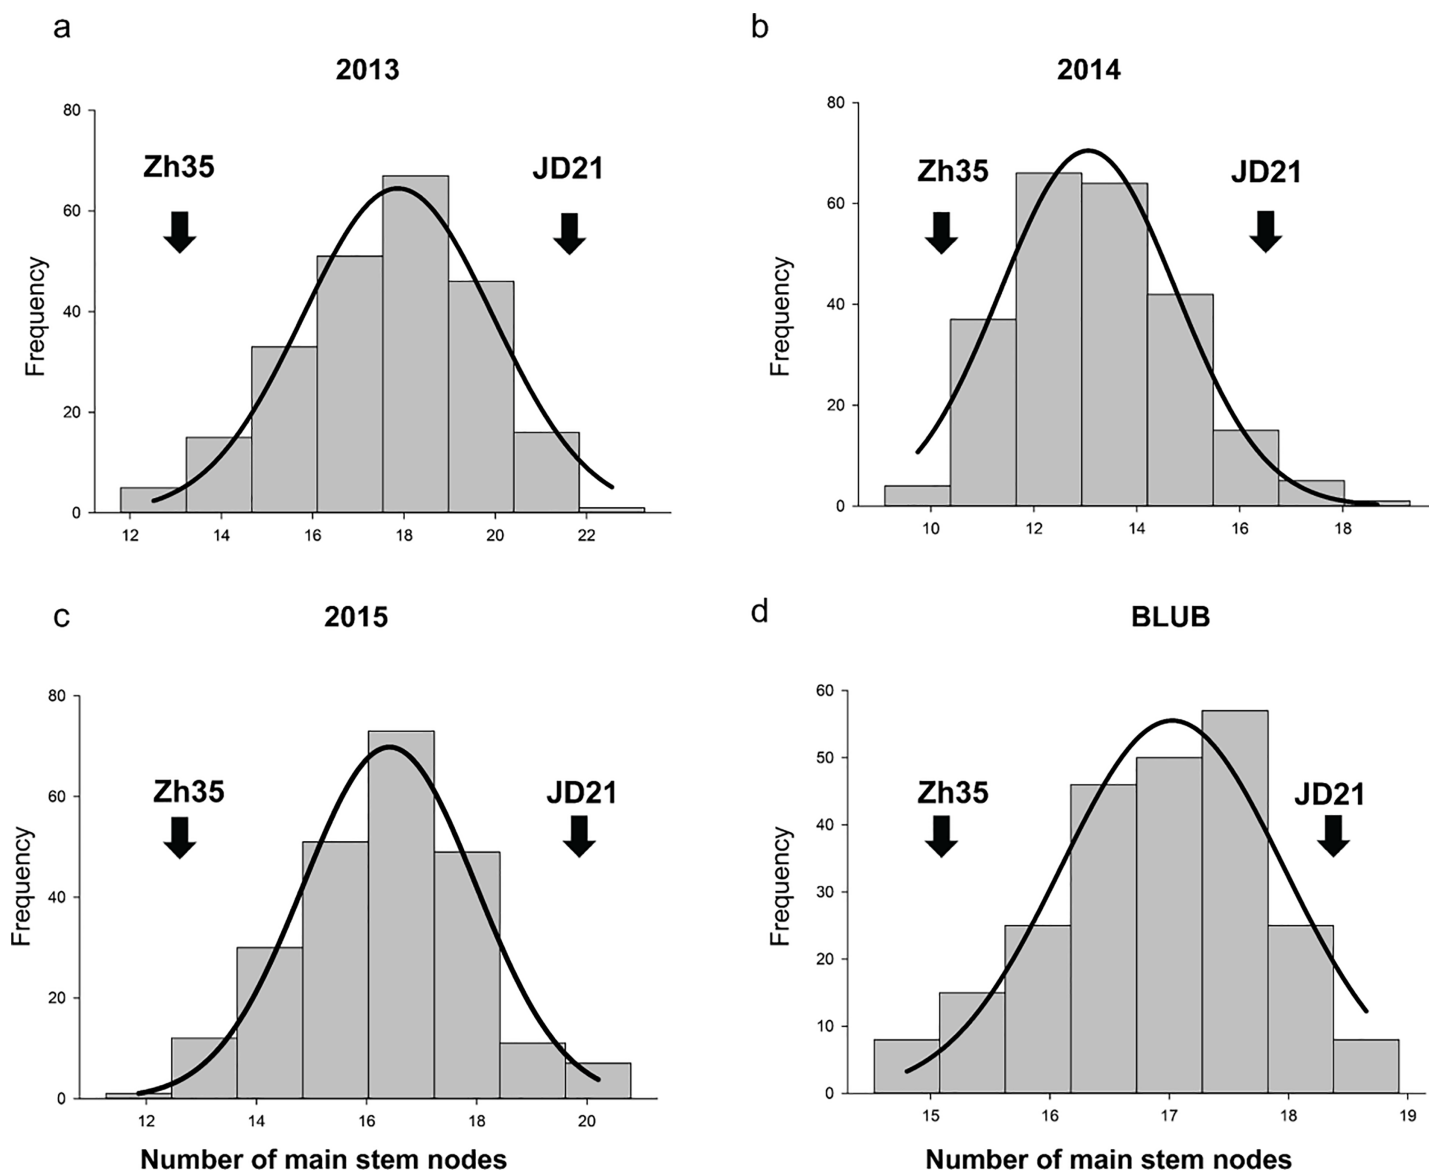 a
2013
80
60
40
20
0
Frequency
Zh35
JD21
12 14 16 18 20 22
b
2014
80
60
40
20
0
Frequency
Zh35
JD21
10 12 14 16 18
c
2015
80
60
40
20
0
Frequency
Zh35
JD21
12 14 16 18 20
Number of main stem nodes
d
BLUB
60
50
40
30
20
10
0
Frequency
Zh35
JD21
15 16 17 18 19
Number of main stem nodes